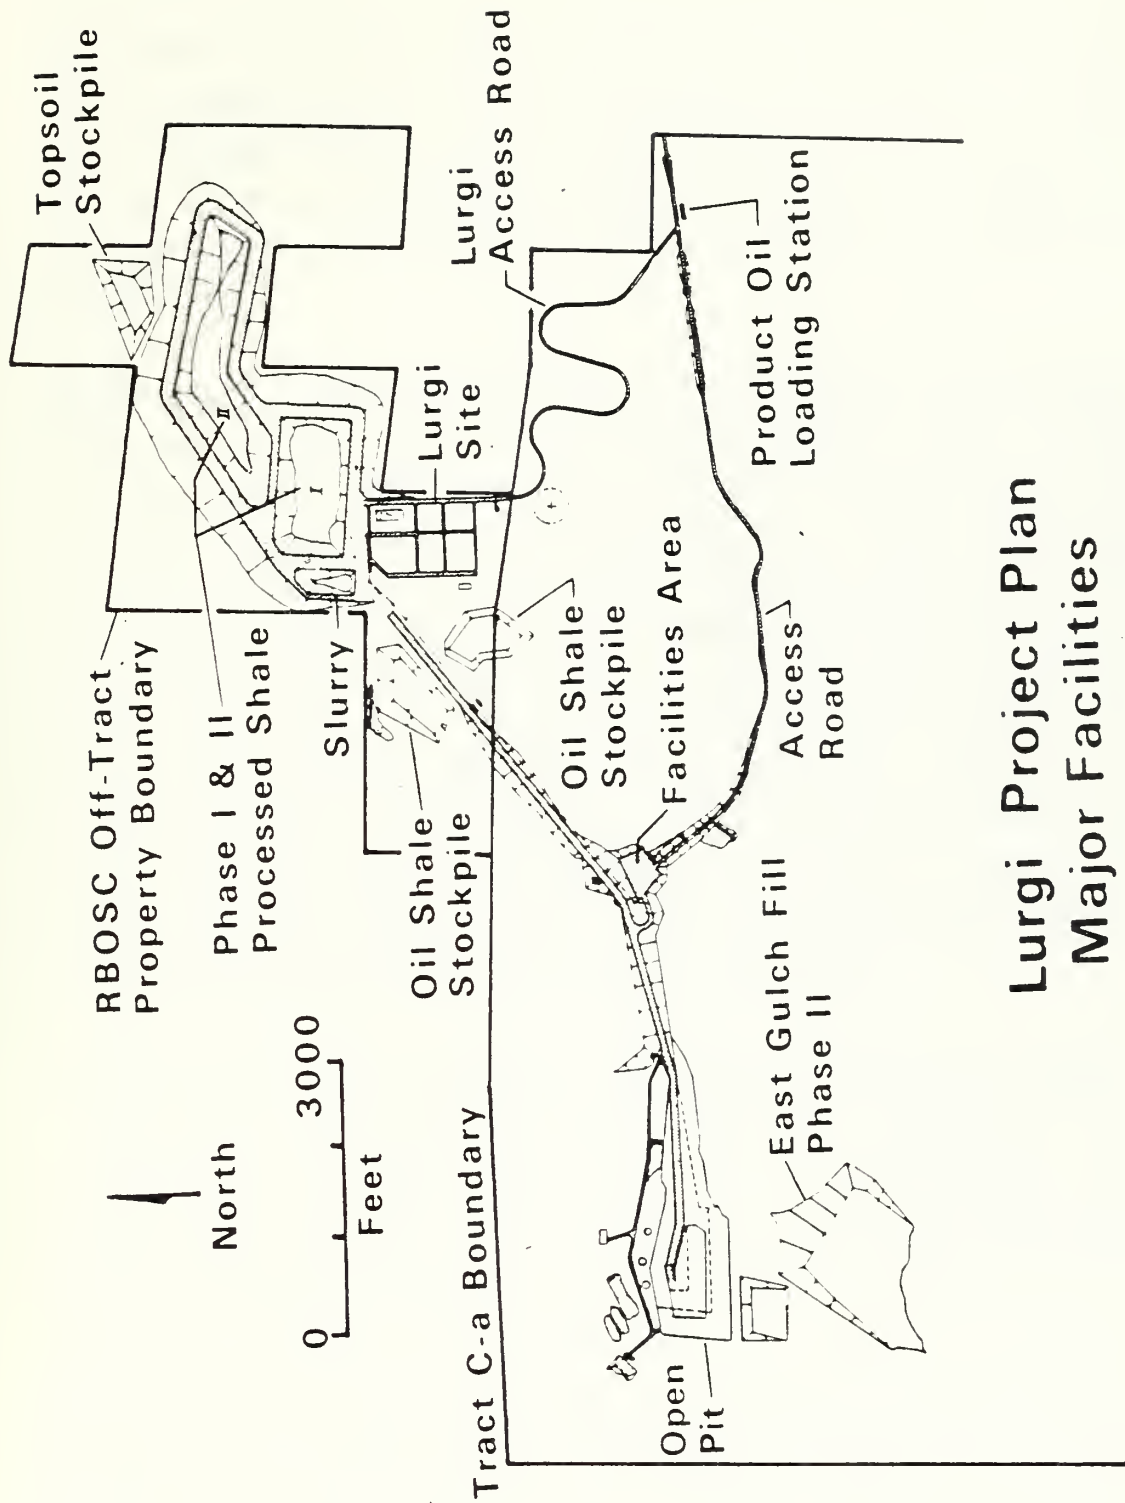 Topsoil
Stockpile
RBOSC Off-Tract
Property Boundary
Phase I & II
Processed Shale
II
I
Slurry
Lurgi
Site
Lurgi
Access Road
Oil Shale
Stockpile
Oil Shale
Stockpile
North
0 3000
Feet
Tract C-a Boundary
Facilities Area
Product Oil
Loading Station
Access
Road
Open
Pit
East Gulch Fill
Phase II
Lurgi Project Plan
Major Facilities